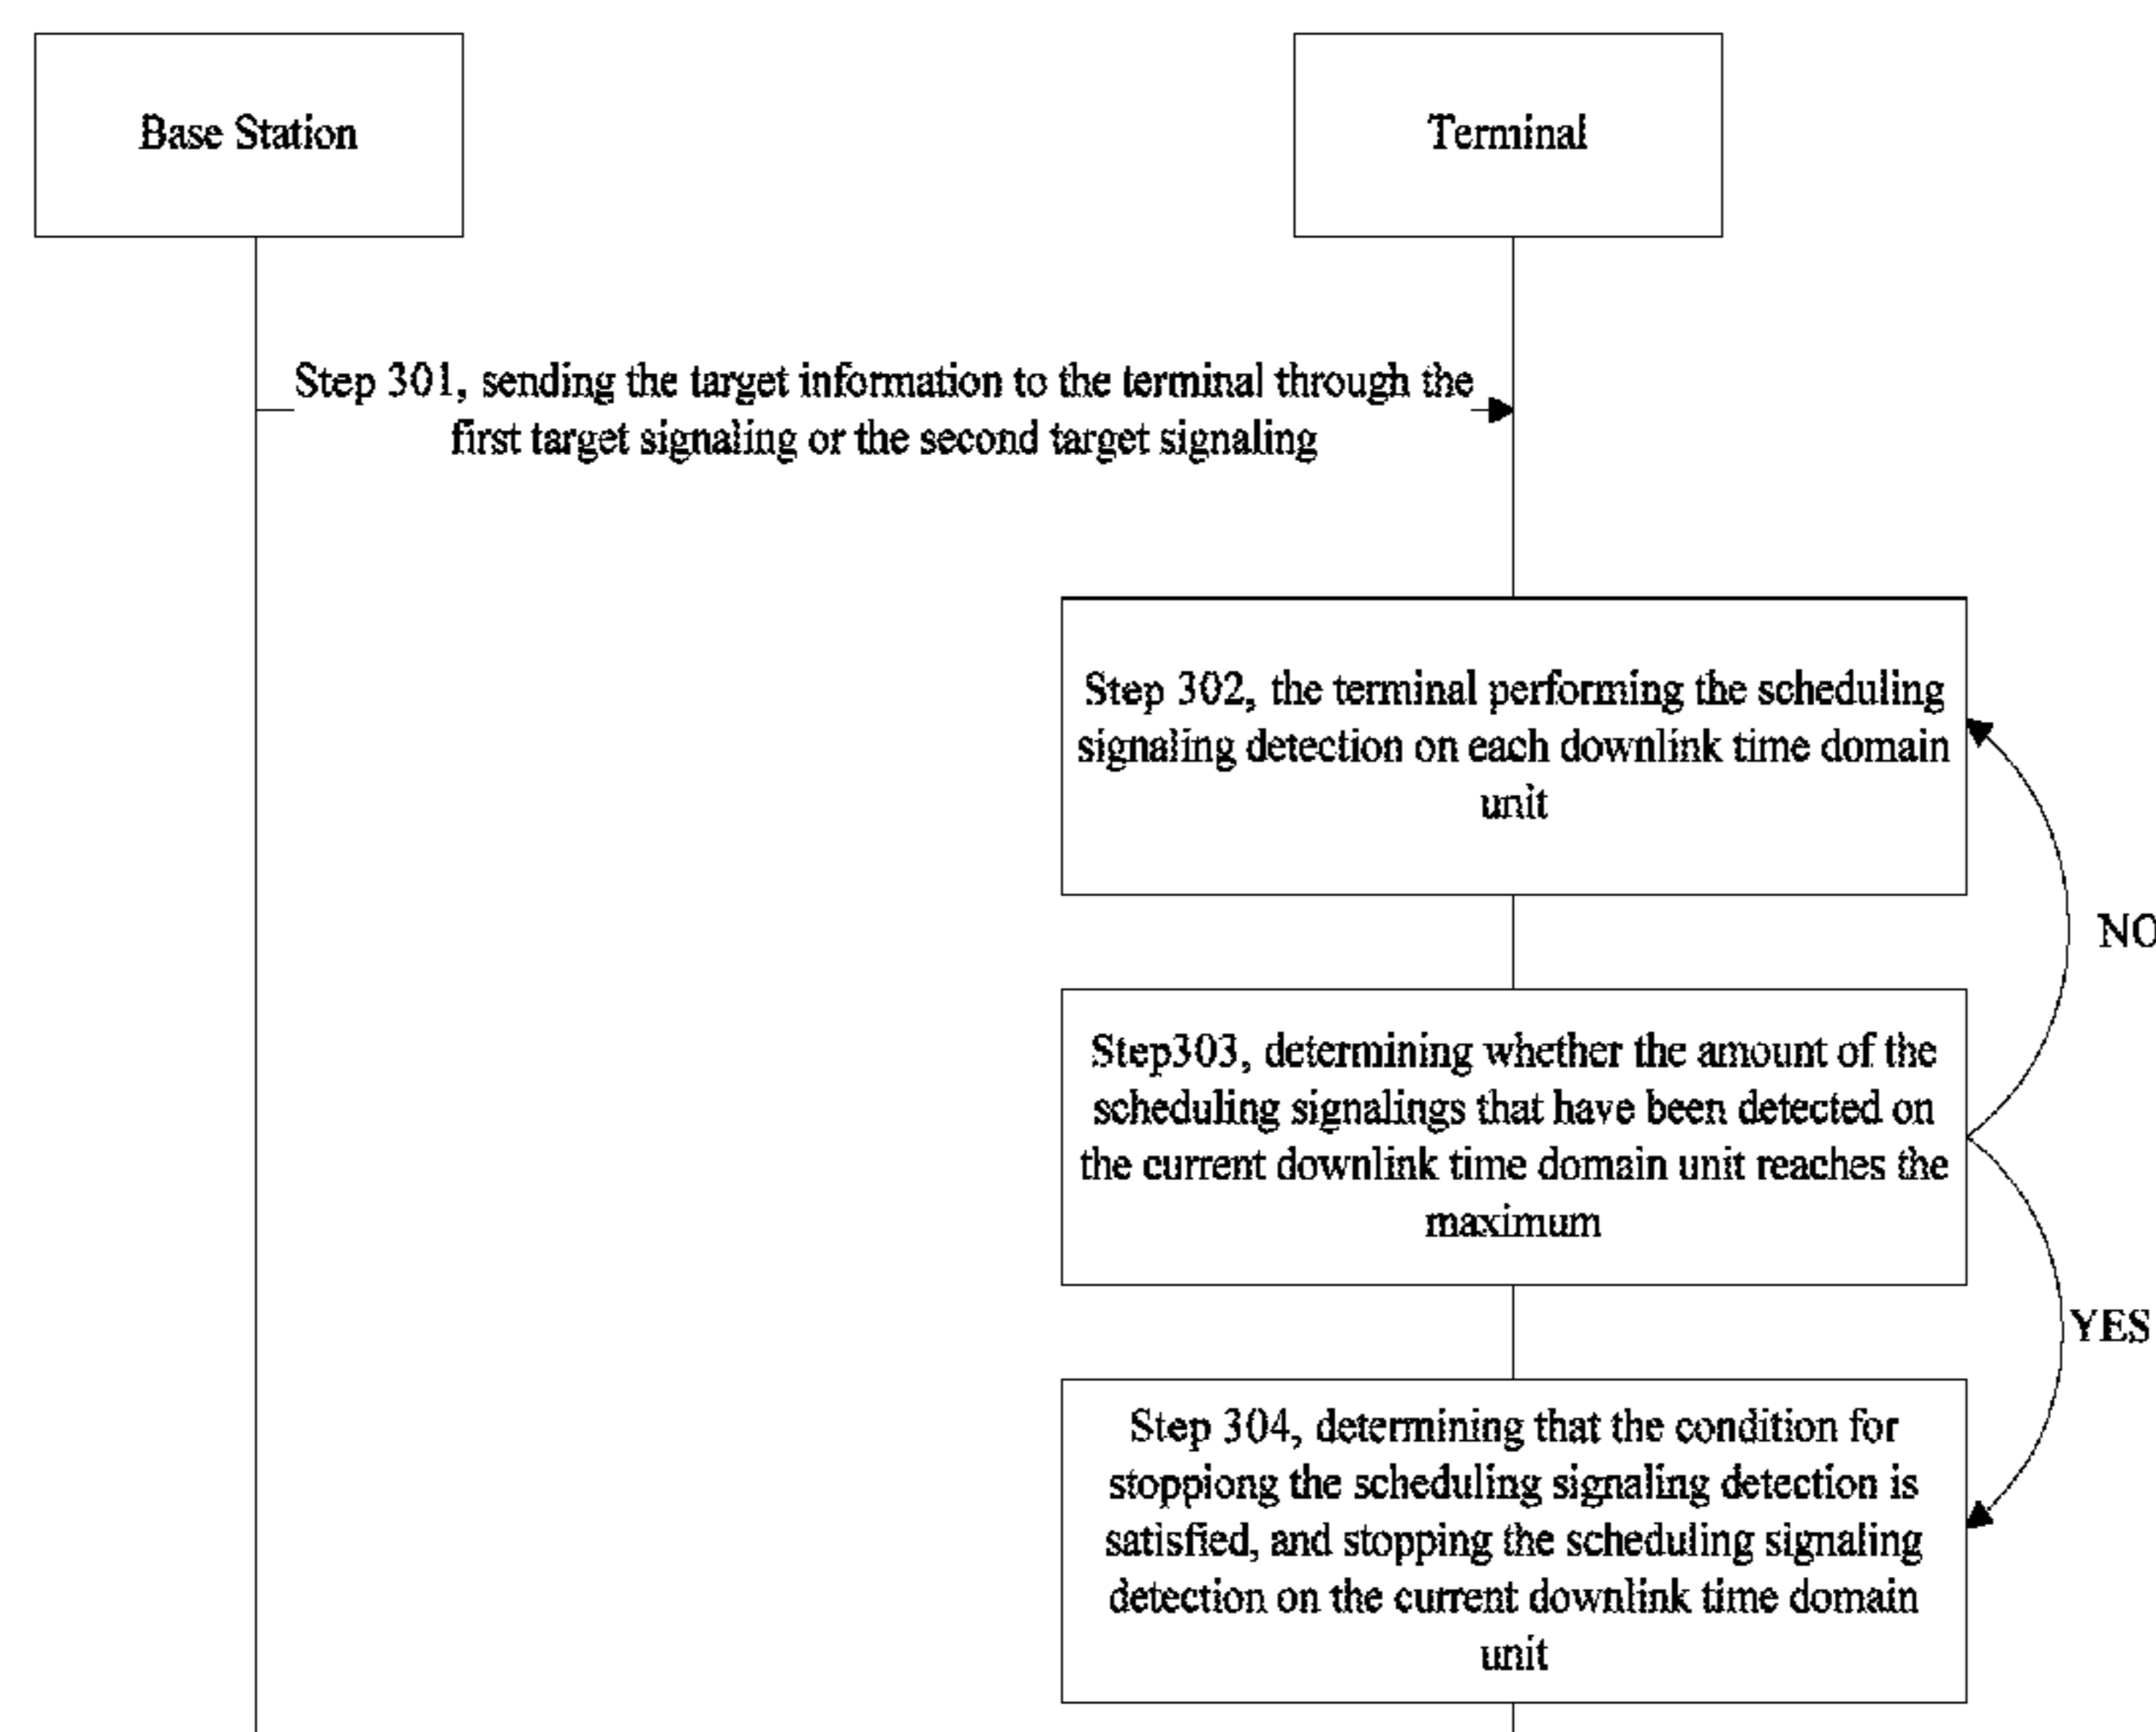 Base Station
Terminal
Step 301, sending the target information to the terminal through the
first target signaling or the second target signaling
Step 302, the terminal performing the scheduling
signaling detection on each downlink time domain
unit
NO
Step303, determining whether the amount of the
scheduling signalings that have been detected on
the current downlink time domain unit reaches the
maximum
YES
Step 304, determining that the condition for
stoppiong the scheduling signaling detection is
satisfied, and stopping the scheduling signaling
detection on the current downlink time domain
unit